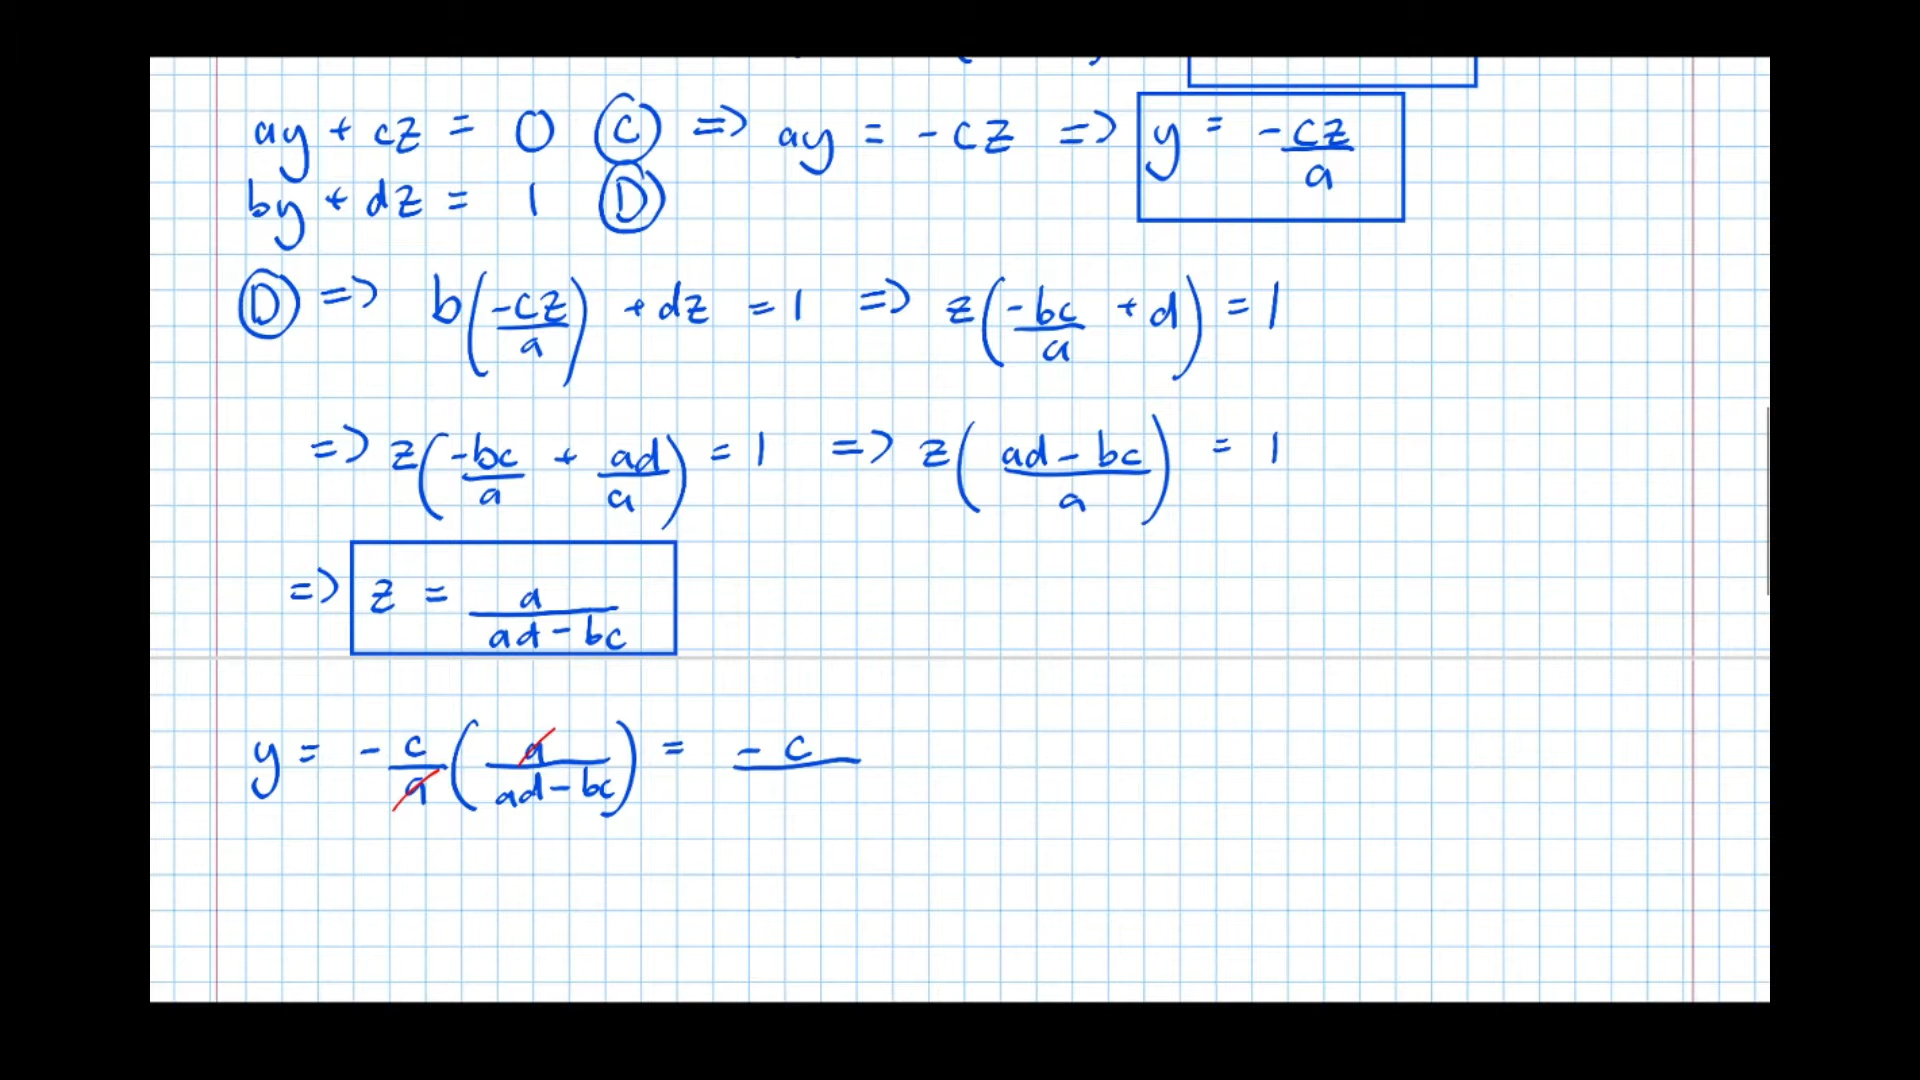 ay + cz = 0 (C) => ay = -cz => y = -cz/a
by + dz = 1 (D)
(D) => b(-cz/a) + dz = 1 => z(-bc/a + d) = 1
=> z(-bc/a + ad/a) = 1 => z(ad - bc/a) = 1
=> z = a/ad - bc
y = -c/a(a/ad - bc) = -c